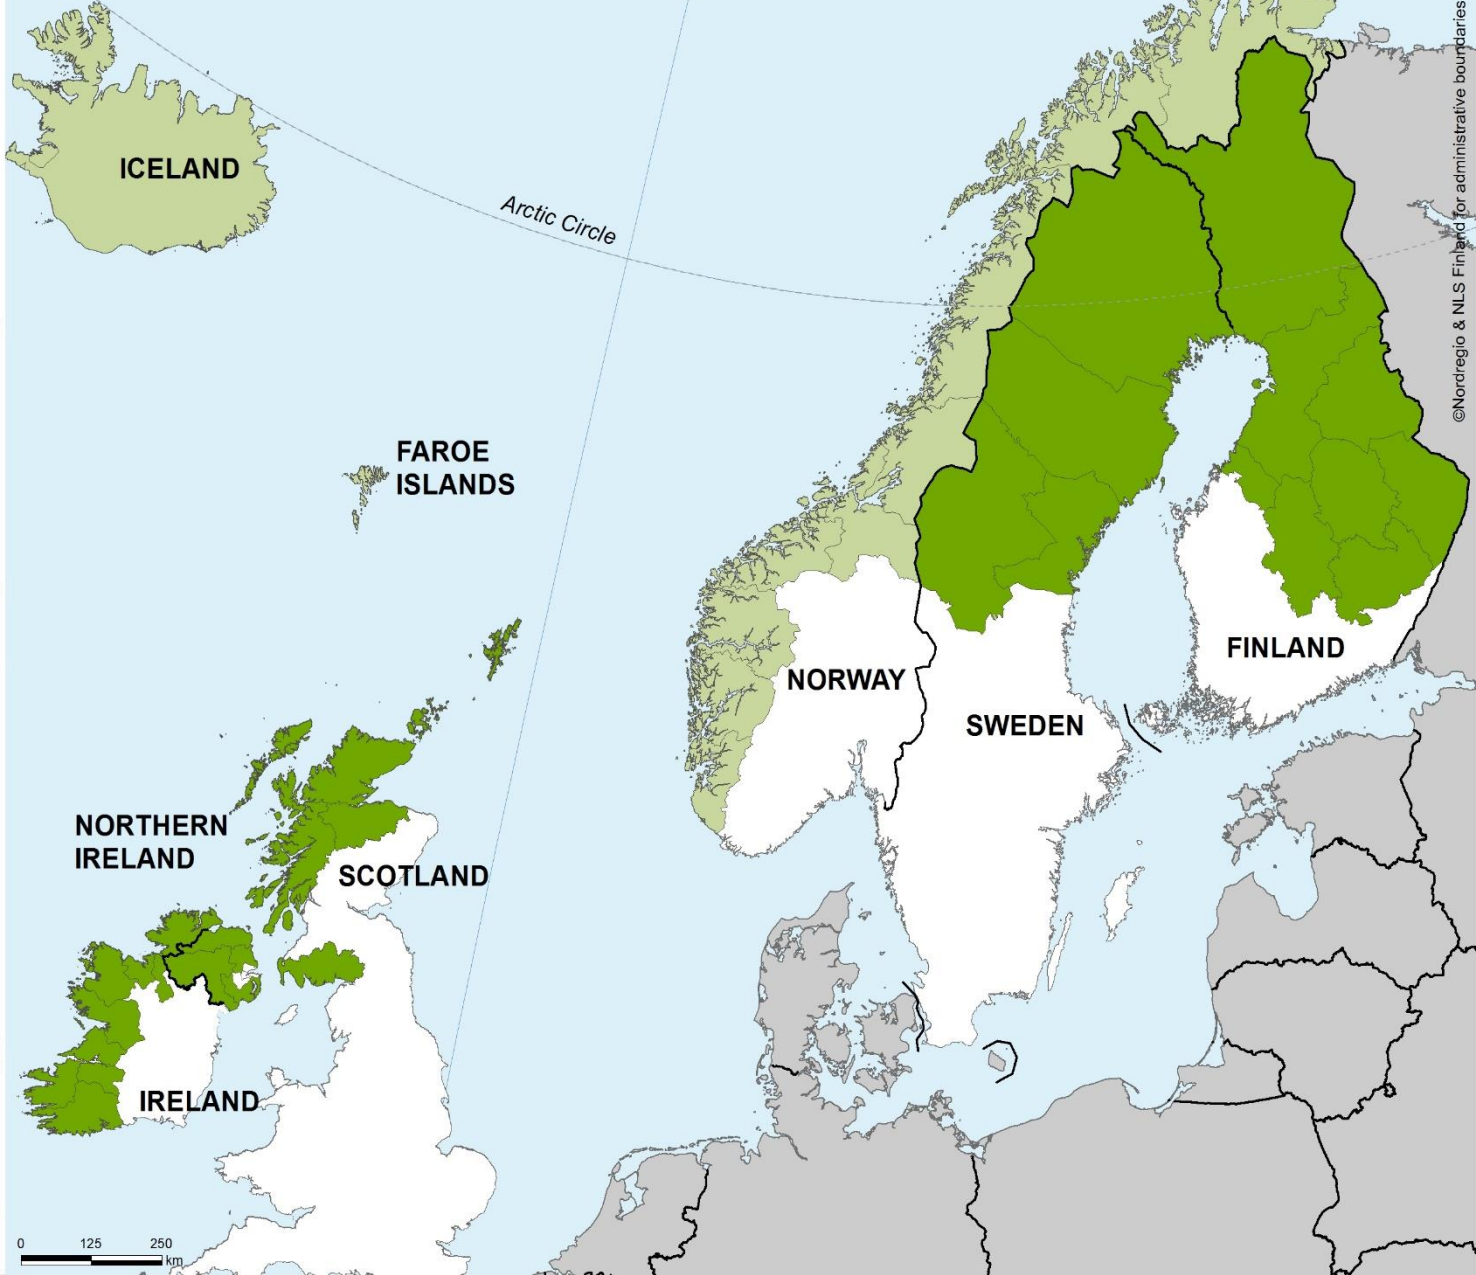 ICELAND
Arctic Circle
©Nordregio & NLS Finland for administrative boundaries
FAROE
ISLANDS
NORWAY
SWEDEN
FINLAND
NORTHERN
IRELAND
SCOTLAND
IRELAND
0 125 250
km